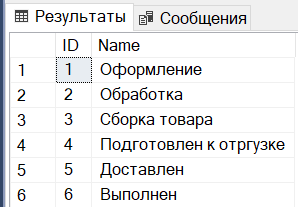 Результаты Сообщения
ID Name
1 1 Оформление
2 2 Обработка
3 3 Сборка товара
4 4 Подготовлен к отргузке
5 5 Доставлен
6 6 Выполнен